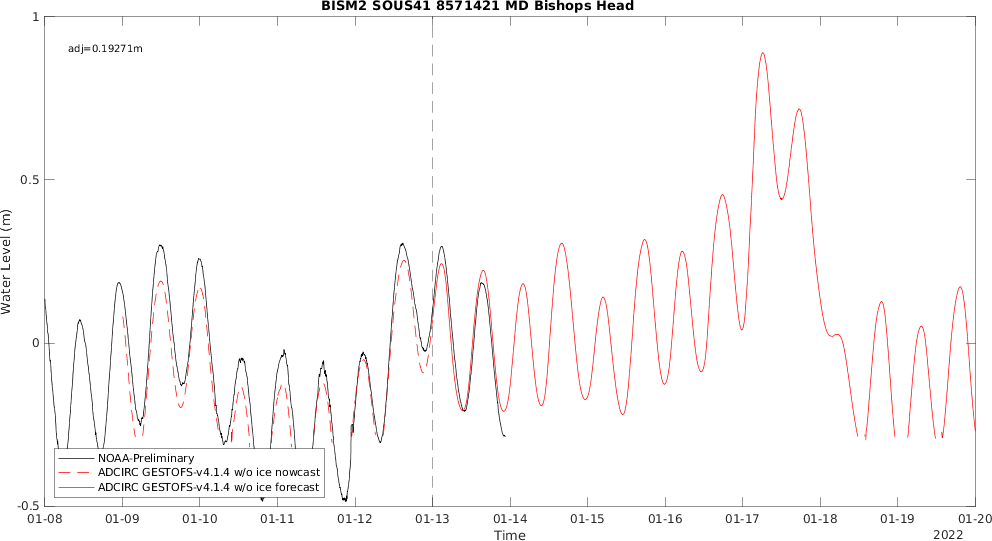 BISM2 SOUS41 8571421 MD Bishops Head
adj=0.19271m
Water Level (m)
1
0.5
0
-0.5
NOAA-Preliminary
ADCIRC GESTOFS-v4.1.4 w/o ice nowcast
ADCIRC GESTOFS-v4.1.4 w/o ice forecast
01-08 01-09 01-10 01-11 01-12 01-13 01-14 01-15 01-16 01-17 01-18 01-19 01-20
Time
2022